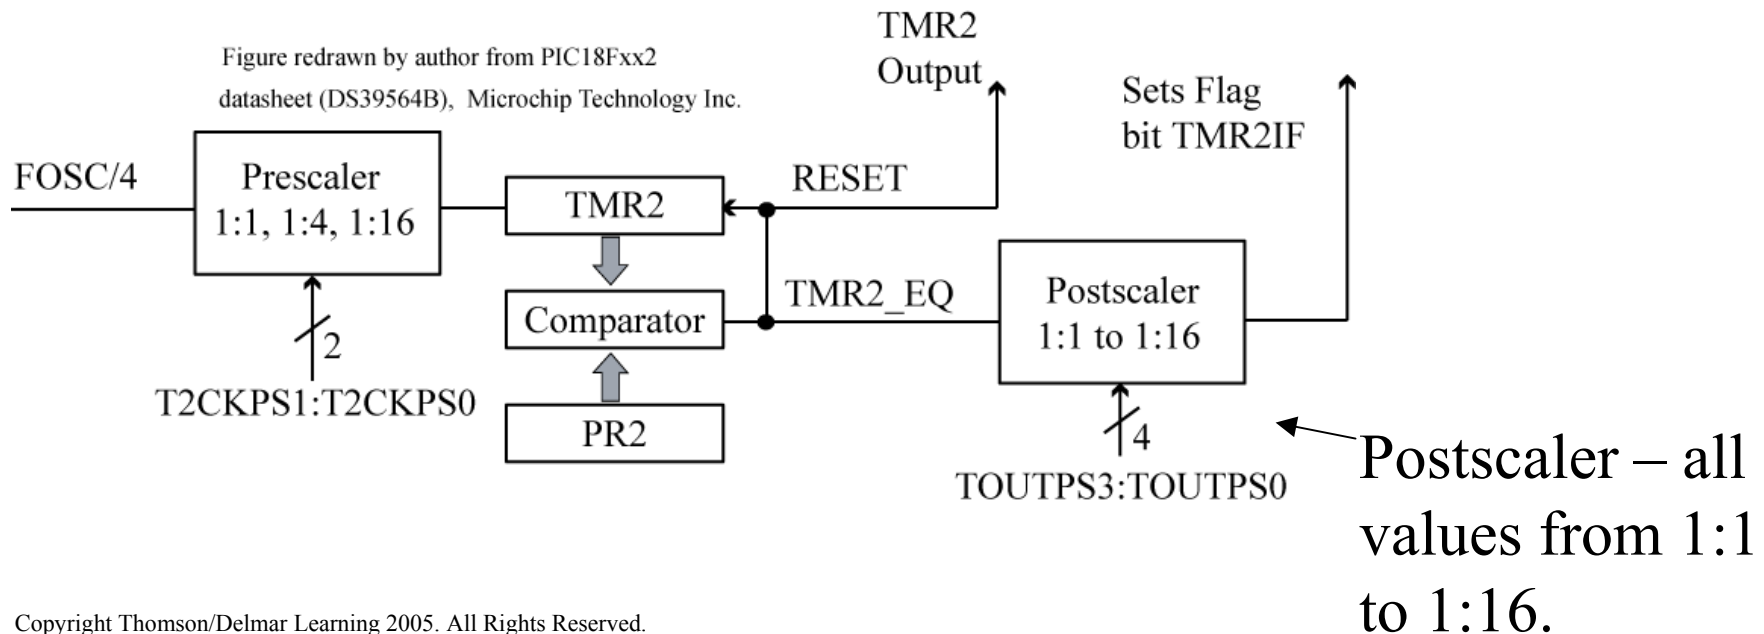 Figure redrawn by author from PIC18Fxx2
datasheet (DS39564B), Microchip Technology Inc.
TMR2
Output
Sets Flag
bit TMR2IF
FOSC/4
Prescaler
1:1, 1:4, 1:16
TMR2
RESET
Comparator
TMR2_EQ
Postscaler
1:1 to 1:16
2
T2CKPS1:T2CKPS0
PR2
4
TOUTPS3:TOUTPS0
Postscaler – all
values from 1:1
to 1:16.
Copyright Thomson/Delmar Learning 2005. All Rights Reserved.